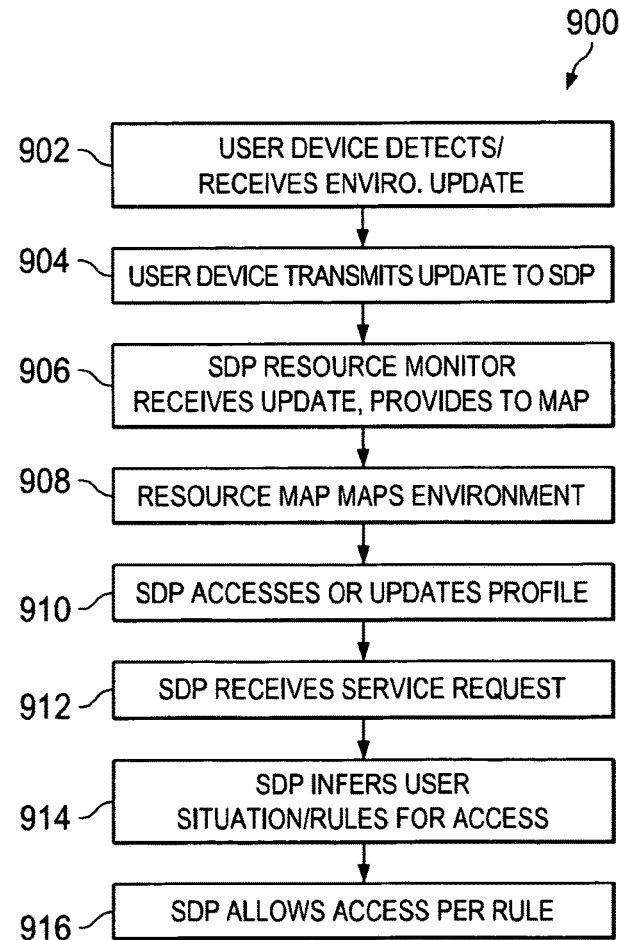 900
902
USER DEVICE DETECTS/
RECEIVES ENVIRO. UPDATE
904
USER DEVICE TRANSMITS UPDATE TO SDP
906
SDP RESOURCE MONITOR
RECEIVES UPDATE, PROVIDES TO MAP
908
RESOURCE MAP MAPS ENVIRONMENT
910
SDP ACCESSES OR UPDATES PROFILE
912
SDP RECEIVES SERVICE REQUEST
914
SDP INFERS USER
SITUATION/RULES FOR ACCESS
916
SDP ALLOWS ACCESS PER RULE